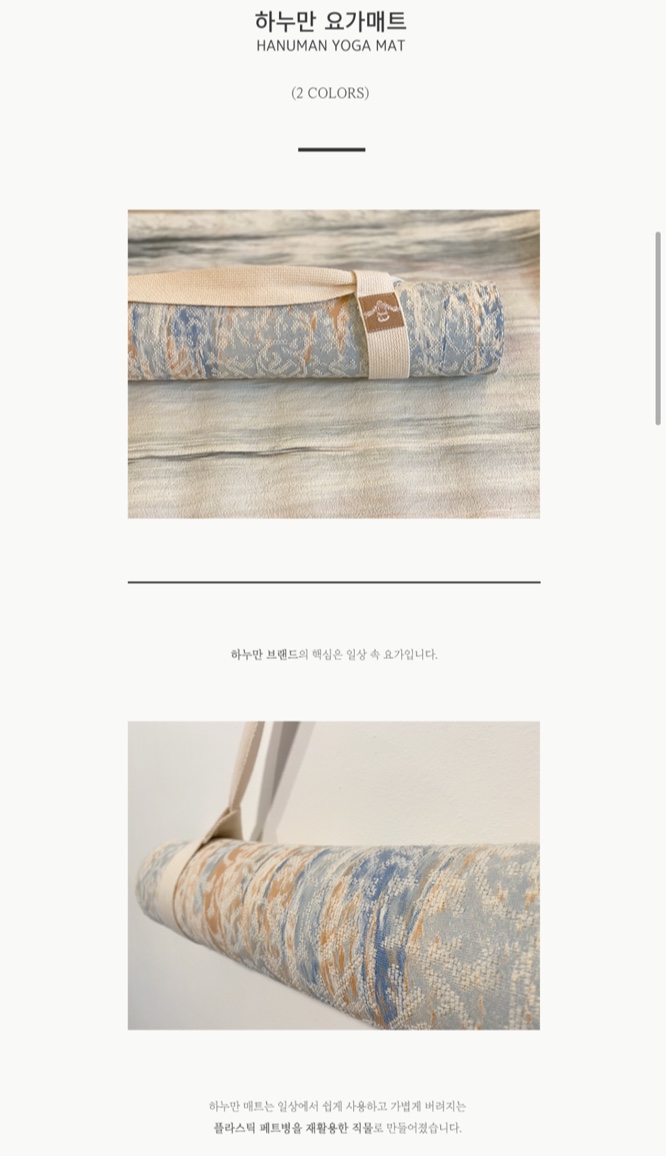 하누만 요가매트
HANUMAN YOGA MAT
(2 COLORS)
하누만 브랜드의 핵심은 일상 속 요가입니다.
하누만 매트는 일상에서 쉽게 사용하고 가볍게 버려지는
플라스틱 페트병을 재활용한 직물로 만들어졌습니다.